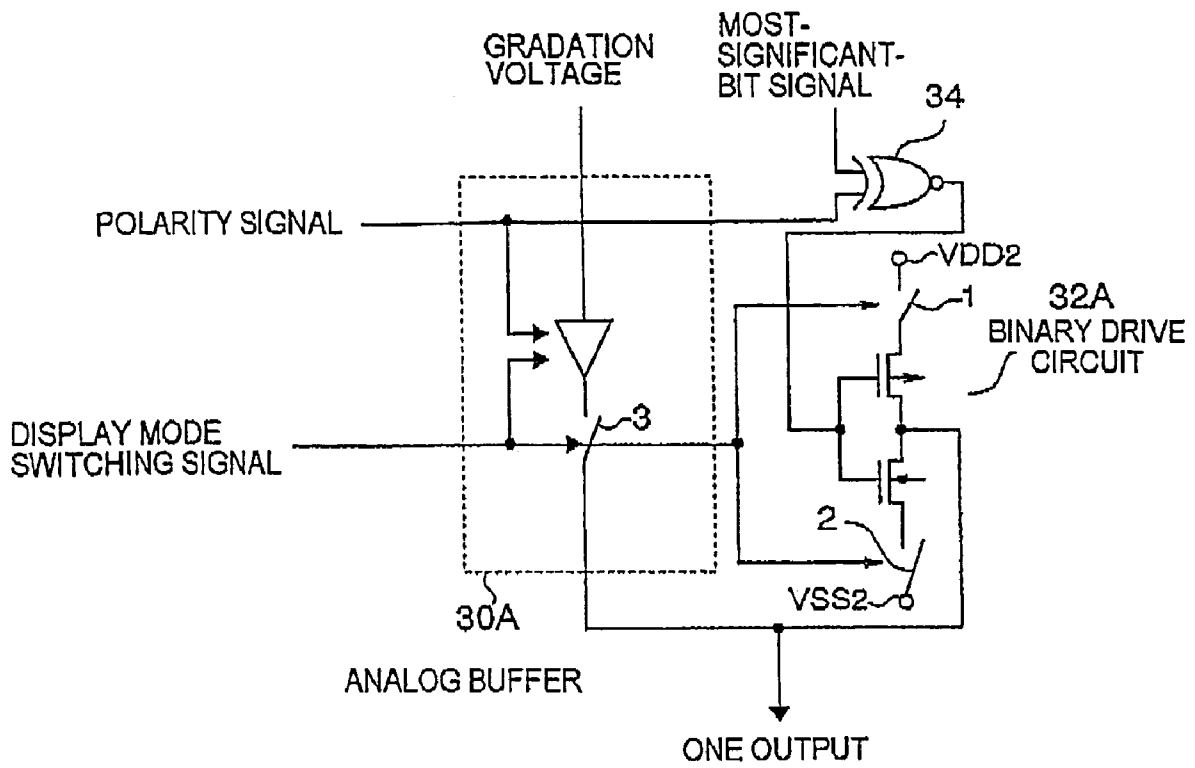 GRADATION
VOLTAGE
MOST-
SIGNIFICANT-
BIT SIGNAL
34
POLARITY SIGNAL
VDD2
1
32A
BINARY DRIVE
CIRCUIT
3
DISPLAY MODE
SWITCHING SIGNAL
2
VSS2
30A
ANALOG BUFFER
ONE OUTPUT